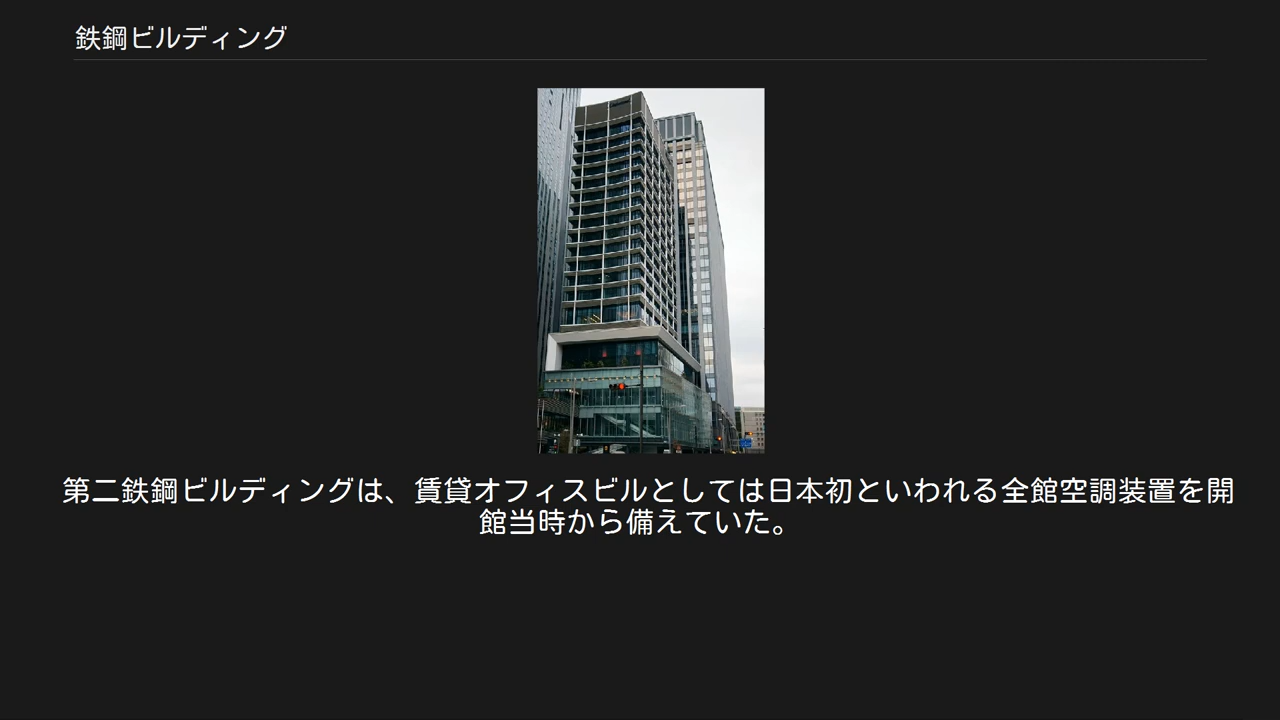 鉄鋼ビルディング
第二鉄鋼ビルディングは、賃貸オフィスビルとしては日本初といわれる全館空調装置を開
館当時から備えていた。